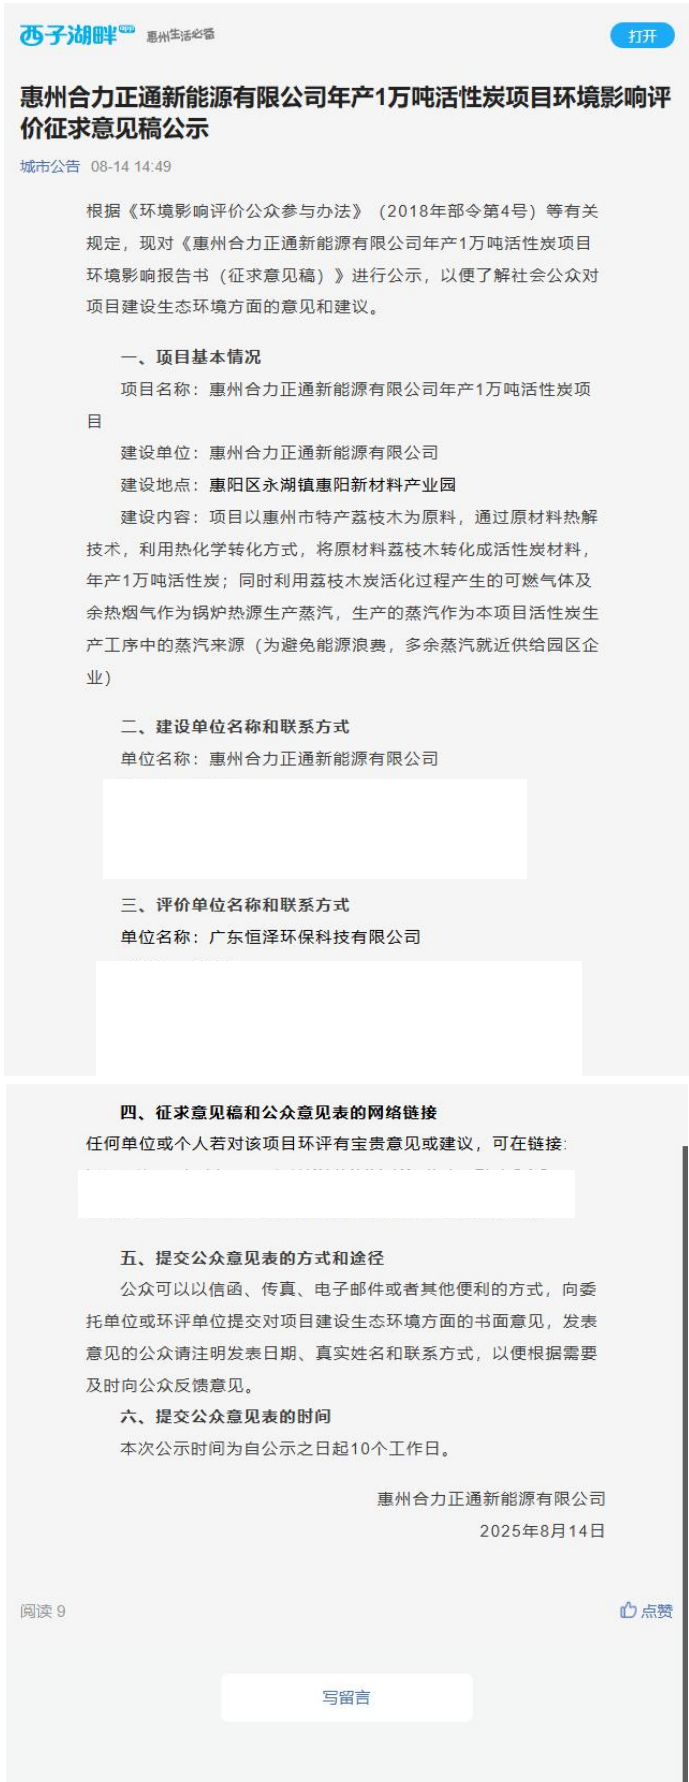 西子湖畔app 惠州生活必备
打开
惠州合力正通新能源有限公司年产1万吨活性炭项目环境影响评
价征求意见稿公示
城市公告 08-14 14:49
根据《环境影响评价公众参与办法》（2018年部令第4号）等有关
规定，现对《惠州合力正通新能源有限公司年产1万吨活性炭项目
环境影响报告书（征求意见稿）》进行公示，以便了解社会公众对
项目建设生态环境方面的意见和建议。
一、项目基本情况
项目名称：惠州合力正通新能源有限公司年产1万吨活性炭项
目
建设单位：惠州合力正通新能源有限公司
建设地点：惠阳区永湖镇惠阳新材料产业园
建设内容：项目以惠州市特产荔枝木为原料，通过原材料热解
技术，利用热化学转化方式，将原材料荔枝木转化成活性炭材料，
年产1万吨活性炭；同时利用荔枝木炭活化过程产生的可燃气体及
余热烟气作为锅炉热源生产蒸汽，生产的蒸汽作为本项目活性炭生
产工序中的蒸汽来源（为避免能源浪费，多余蒸汽就近供给园区企
业）
二、建设单位名称和联系方式
单位名称：惠州合力正通新能源有限公司
三、评价单位名称和联系方式
单位名称：广东恒泽环保科技有限公司
四、征求意见稿和公众意见表的网络链接
任何单位或个人若对该项目环评有宝贵意见或建议，可在链接:
五、提交公众意见表的方式和途径
公众可以以信函、传真、电子邮件或者其他便利的方式，向委
托单位或环评单位提交对项目建设生态环境方面的书面意见，发表
意见的公众请注明发表日期、真实姓名和联系方式，以便根据需要
及时向公众反馈意见。
六、提交公众意见表的时间
本次公示时间为自公示之日起10个工作日。
惠州合力正通新能源有限公司
2025年8月14日
阅读 9
点赞
写留言